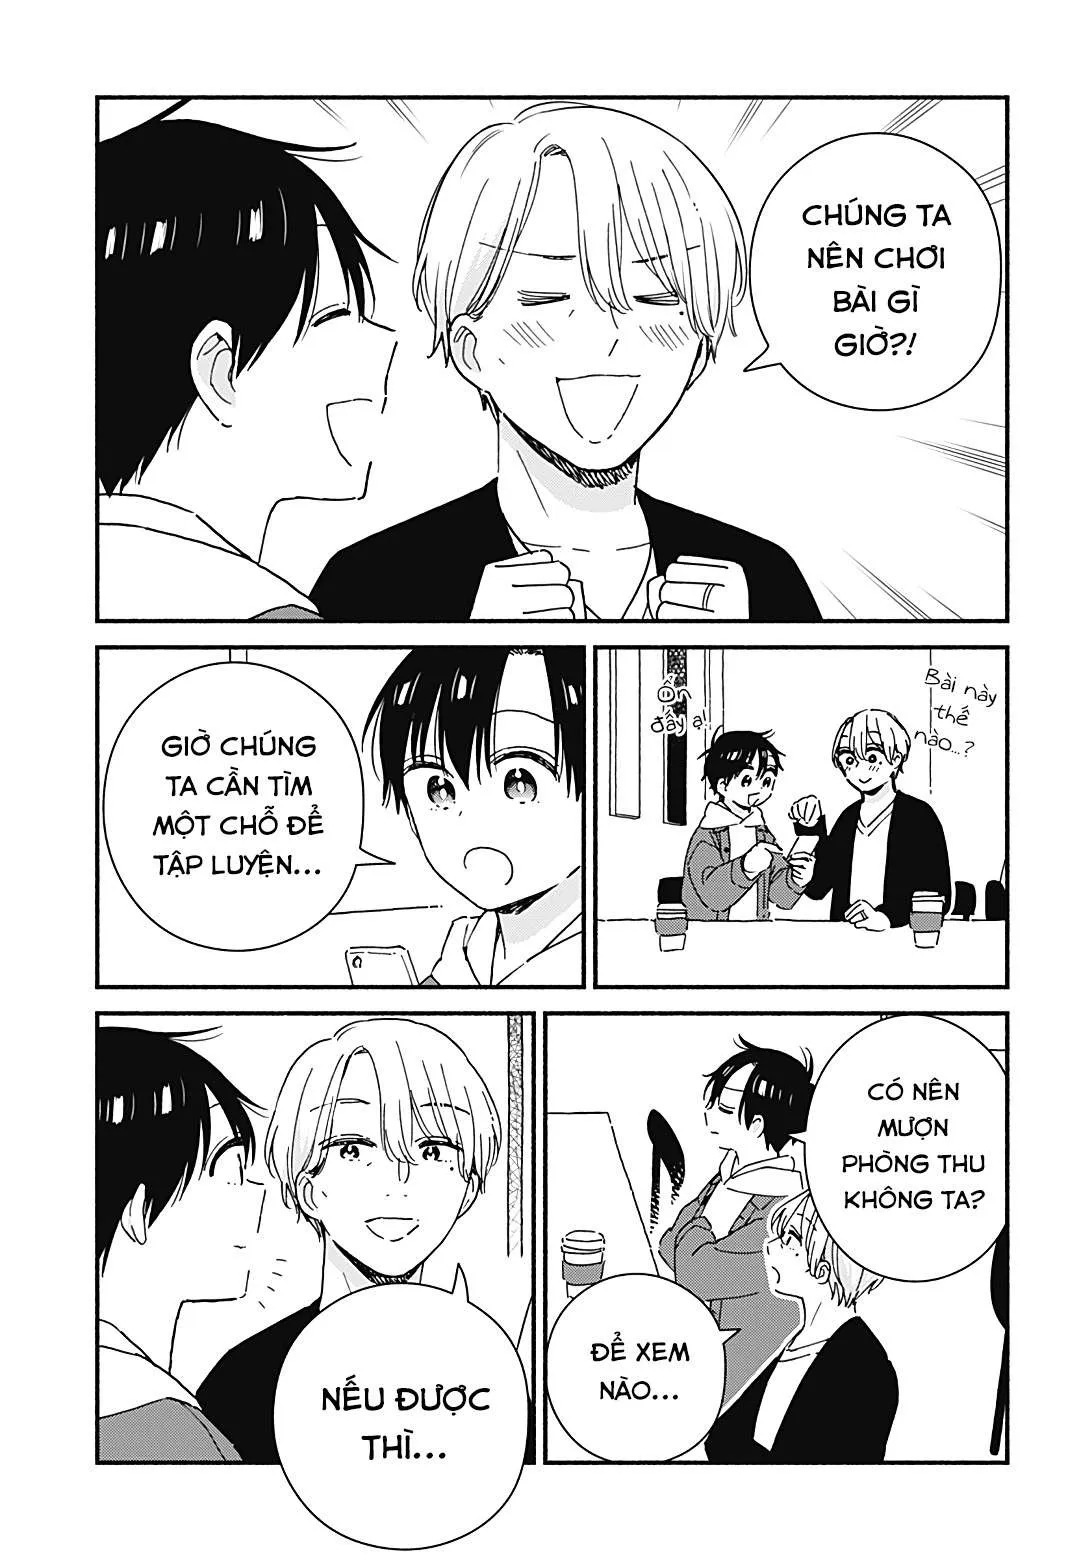 CHÚNG TA
NÊN CHƠI
BÀI GÌ
GIỜ?!
Bài này
thế
nào...?
Ổn
đấy ạ!
GIỜ CHÚNG
TA CẦN TÌM
MỘT CHỖ ĐỂ
TẬP LUYỆN...
CÓ NÊN
MƯỢN
PHÒNG THU
KHÔNG TA?
ĐỂ XEM
NÀO...
NẾU ĐƯỢC
THÌ...